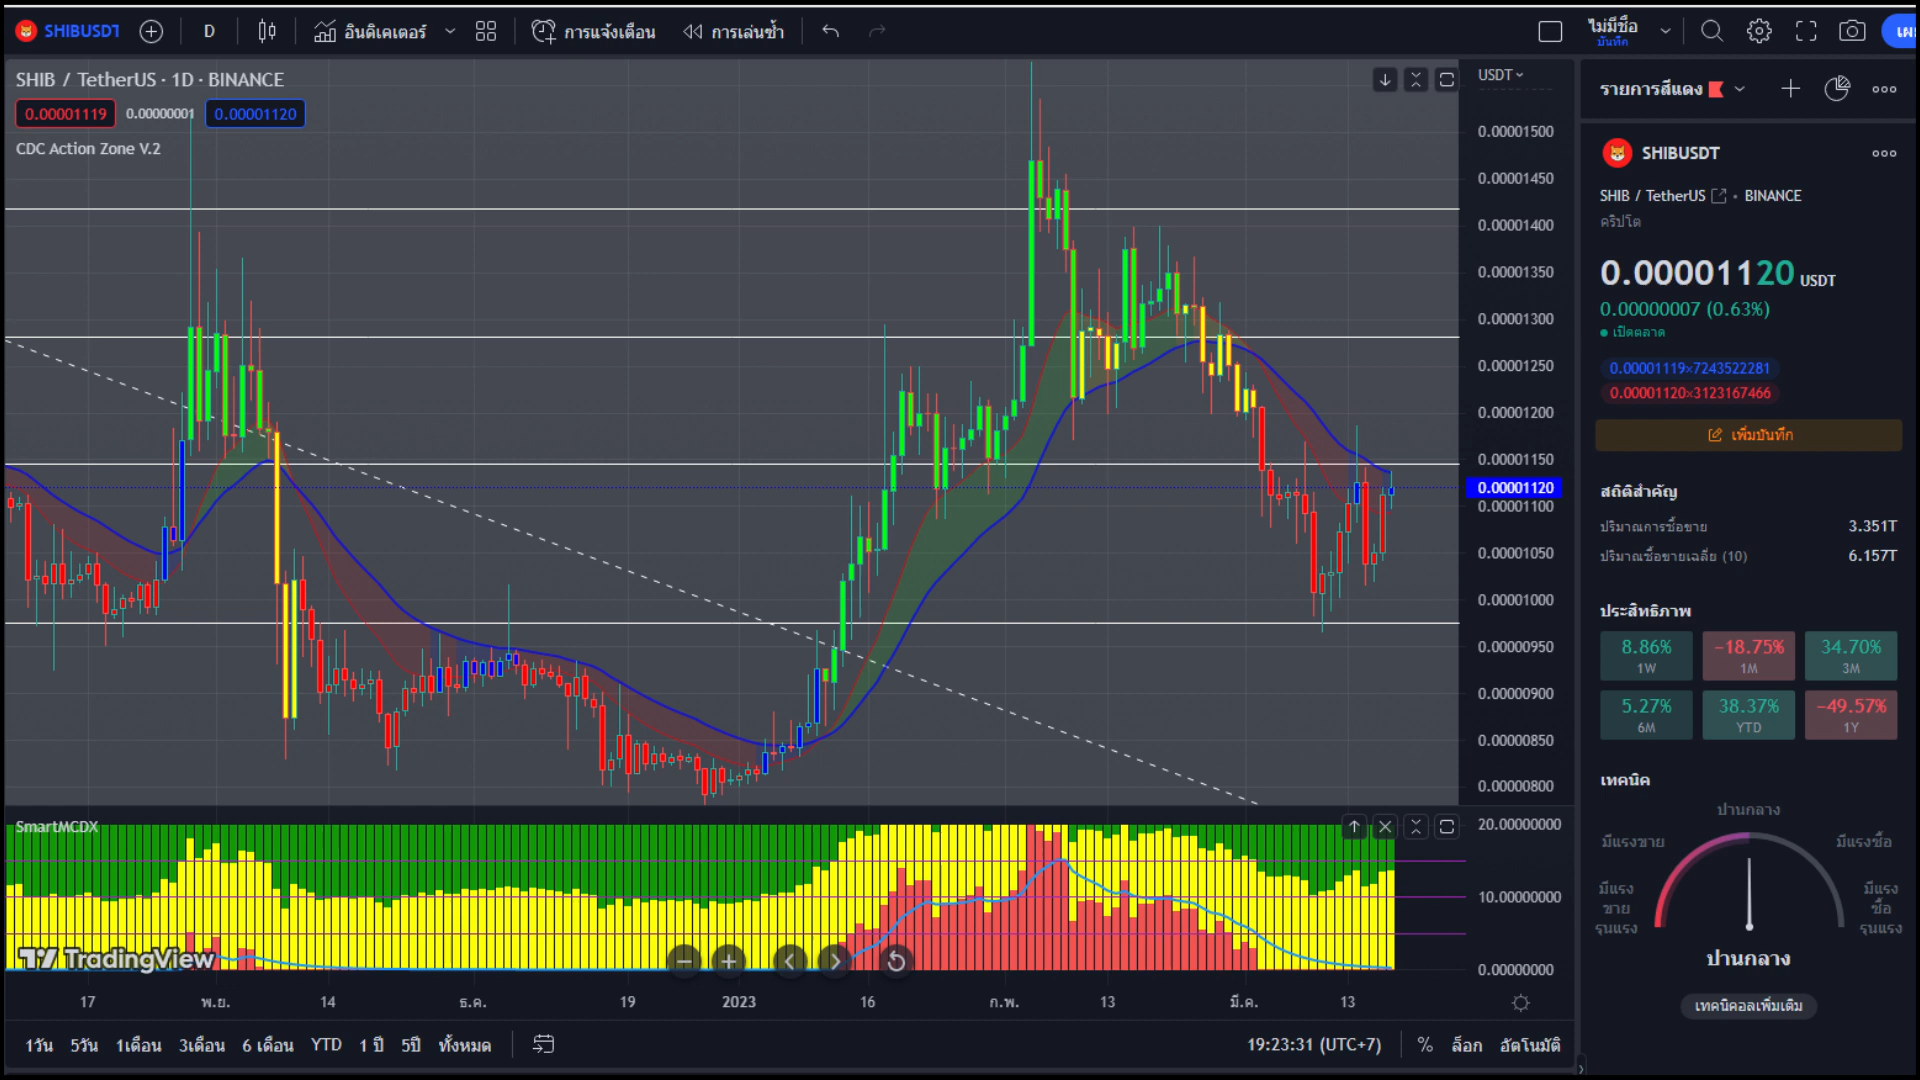 SHIBUSDT
D
อินดิเคเตอร์
การแจ้งเตือน
การเล่นซ้ำ
ไม่มีชื่อ
บันทึก
SHIB / TetherUS · 1D · BINANCE
0.00001119
0.00000001
0.00001120
CDC Action Zone V.2
USDT
0.00001500
0.00001450
0.00001400
0.00001350
0.00001300
0.00001250
0.00001200
0.00001150
0.00001120
0.00001100
0.00001050
0.00001000
0.00000950
0.00000900
0.00000850
0.00000800
SmartMCDX
20.00000000
10.00000000
0.00000000
TradingView
17 พ.ย. 14 ธ.ค. 19 2023 16 ก.พ. 13 มี.ค. 13
1วัน 5วัน 1เดือน 3เดือน 6 เดือน YTD 1 ปี 5ปี ทั้งหมด
19:23:31 (UTC+7)
% ล็อก อัตโนมัติ
รายการสีแดง
SHIBUSDT
SHIB / TetherUS · BINANCE
คริปโต
0.00001120 USDT
0.00000007 (0.63%)
เปิดตลาด
0.00001119×7243522281
0.00001120×3123167466
เพิ่มบันทึก
สถิติสำคัญ
ปริมาณการซื้อขาย 3.351T
ปริมาณซื้อขายเฉลี่ย (10) 6.157T
ประสิทธิภาพ
8.86% −18.75% 34.70%
1W 1M 3M
5.27% 38.37% −49.57%
6M YTD 1Y
เทคนิค
ปานกลาง
มีแรงขาย มีแรงซื้อ
มีแรง มีแรง
ขาย ซื้อ
รุนแรง รุนแรง
ปานกลาง
เทคนิคอลเพิ่มเติม